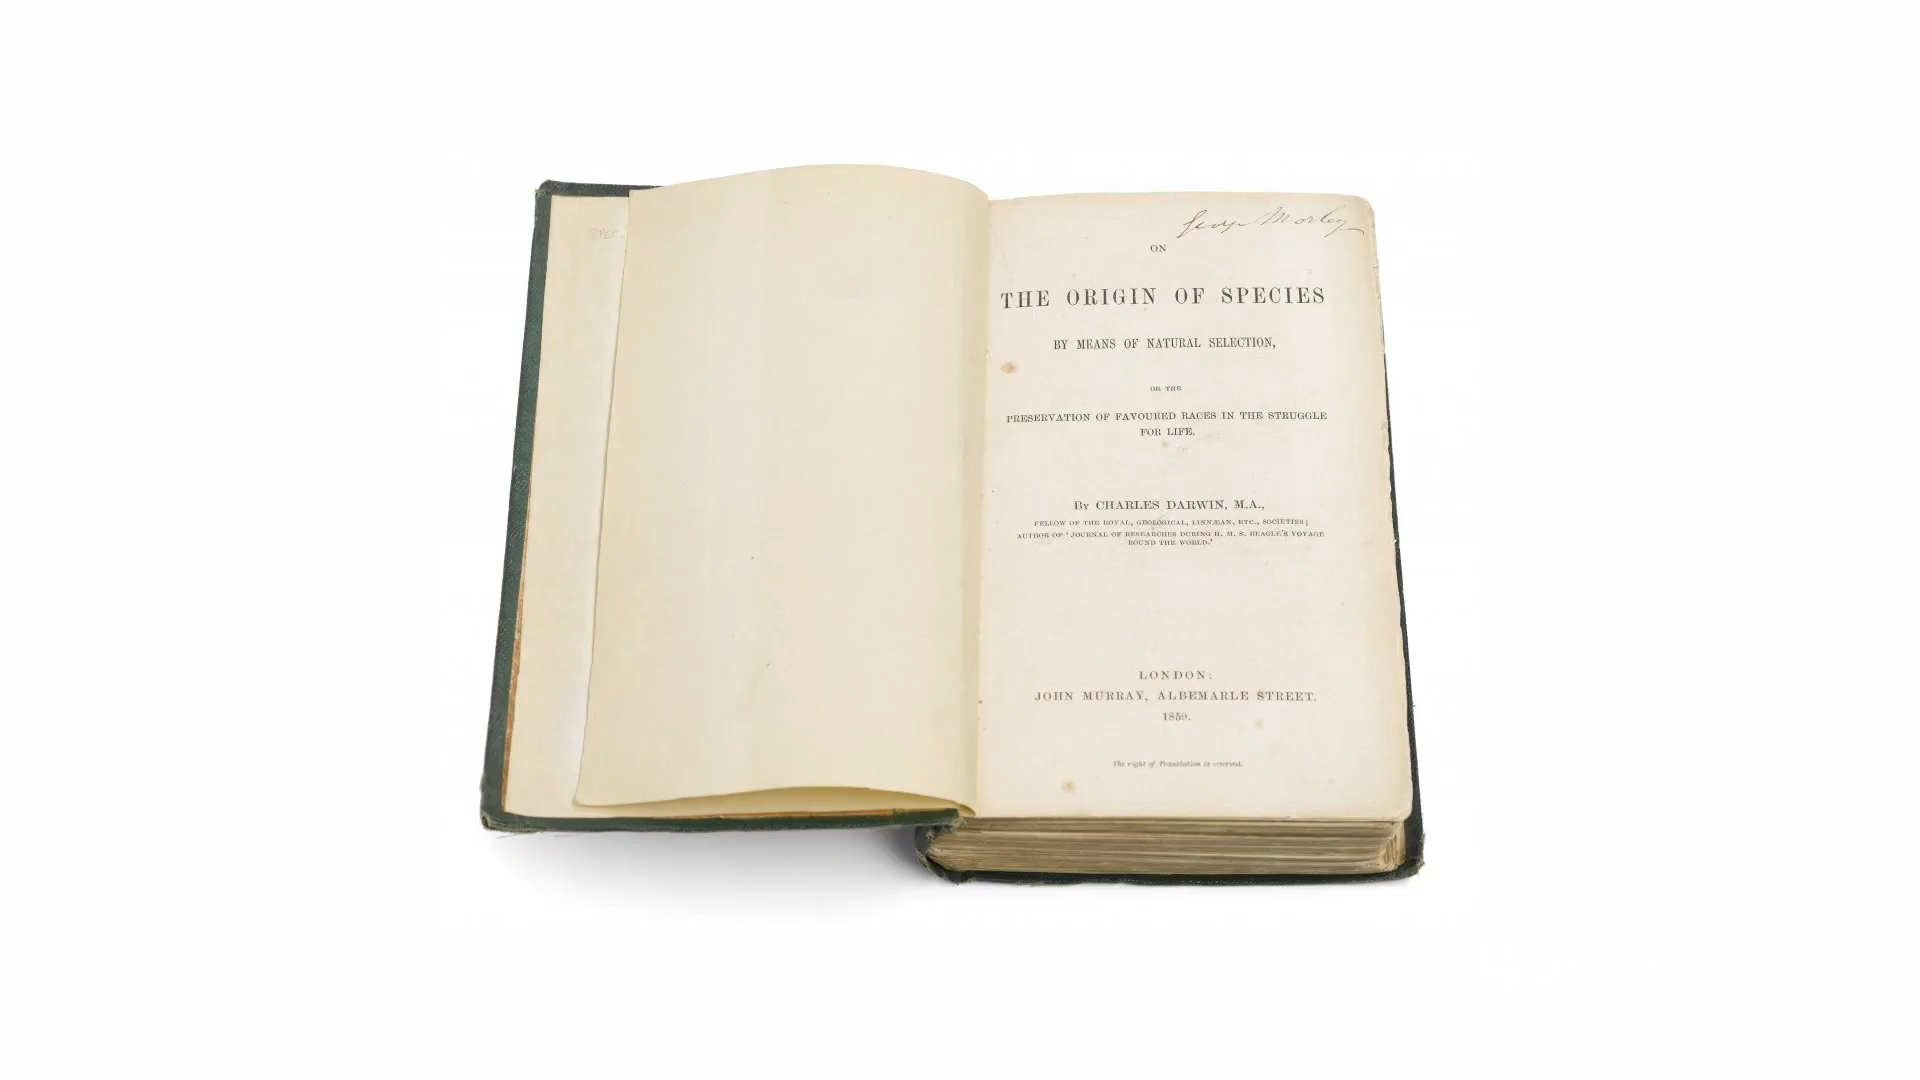 George Morley
ON
THE ORIGIN OF SPECIES
BY MEANS OF NATURAL SELECTION,
OR THE
PRESERVATION OF FAVOURED RACES IN THE STRUGGLE
FOR LIFE.
BY CHARLES DARWIN, M.A.,
FELLOW OF THE ROYAL, GEOLOGICAL, LINNÆAN, ETC., SOCIETIES;
AUTHOR OF 'JOURNAL OF RESEARCHES DURING H. M. S. BEAGLE'S VOYAGE
ROUND THE WORLD.'
LONDON:
JOHN MURRAY, ALBEMARLE STREET.
1859.
The right of Translation is reserved.